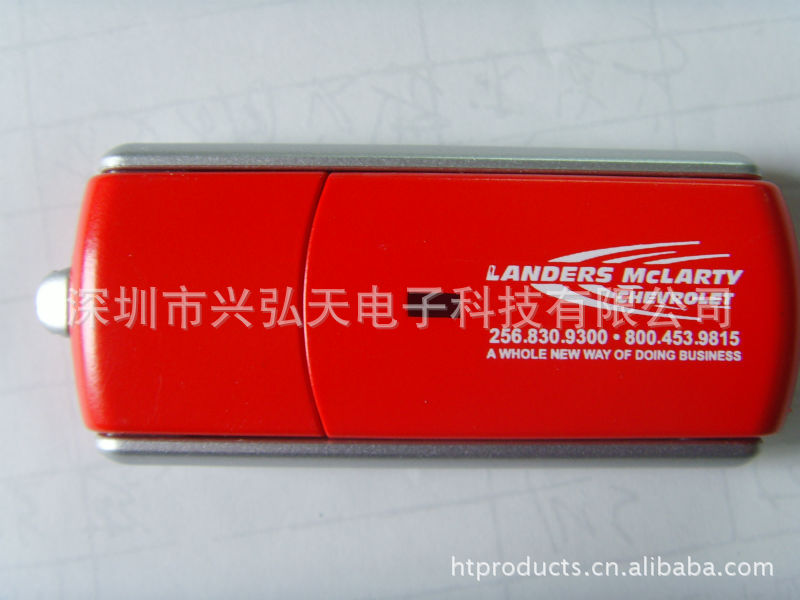 LANDERS McLARTY
CHEVROLET
深圳市兴弘天电子科技有限公司
256.830.9300 • 800.453.9815
A WHOLE NEW WAY OF DOING BUSINESS
htproducts.cn.alibaba.com